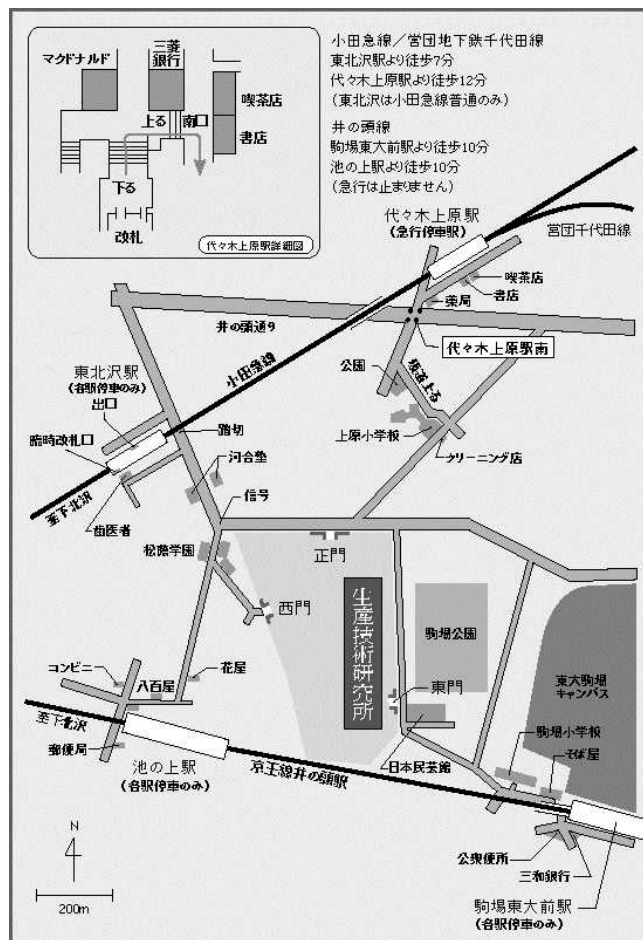 マクドナルド
三菱
銀行
喫茶店
上る
南口
書店
下る
改札
代々木上原駅詳細図
小田急線／営団地下鉄千代田線
東北沢駅より徒歩7分
代々木上原駅より徒歩12分
(東北沢は小田急線普通のみ)
井の頭線
駒場東大前駅より徒歩10分
池の上駅より徒歩10分
(急行は止まりません)
代々木上原駅
(急行停車駅)
営団千代田線
喫茶店
書店
薬局
井の頭通り
代々木上原駅南
小田急線
公園
坂道上る
東北沢駅
(各駅停車のみ)
出口
臨時改札口
踏切
上原小学校
クリーニング店
河合塾
至下北沢
信号
歯医者
松蔭学園
正門
西門
生産技術研究所
駒場公園
コンビニ
花屋
八百屋
東門
東大駒場
キャンパス
至下北沢
駒場小学校
郵便局
池の上駅
(各駅停車のみ)
京王線井の頭駅
日本民芸館
そば屋
N
公衆便所
三和銀行
200m
駒場東大前駅
(各駅停車のみ)